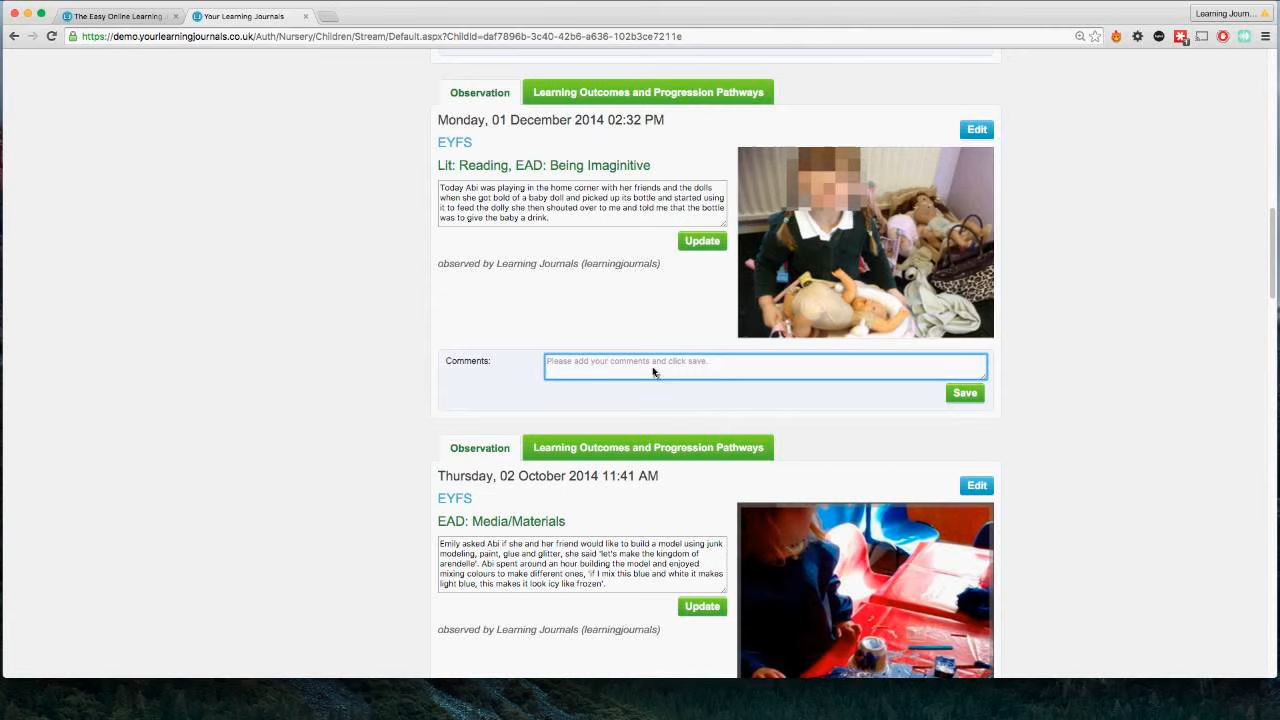 The Easy Online Learning
Your Learning Journals
Learning Journ...
https://demo.yourlearningjournals.co.uk/Auth/Nursery/Children/Stream/Default.aspx?ChildId=daf7896b-3c40-42b6-a636-102b3ce7211e
Observation
Learning Outcomes and Progression Pathways
Monday, 01 December 2014 02:32 PM
Edit
EYFS
Lit: Reading, EAD: Being Imaginitive
Today Abi was playing in the home corner with her friends and the dolls
when she got bold of a baby doll and picked up its bottle and started using
it to feed the dolly she then shouted over to me and told me that the bottle
was to give the baby a drink.
Update
observed by Learning Journals (learningjournals)
Comments:
Please add your comments and click save.
Save
Observation
Learning Outcomes and Progression Pathways
Thursday, 02 October 2014 11:41 AM
Edit
EYFS
EAD: Media/Materials
Emily asked Abi if she and her friend would like to build a model using junk
modeling, paint, glue and glitter, she said 'let's make the kingdom of
arendelle'. Abi spent around an hour building the model and enjoyed
mixing colours to make different ones, 'if I mix this blue and white it makes
light blue, this makes it look icy like frozen'.
Update
observed by Learning Journals (learningjournals)